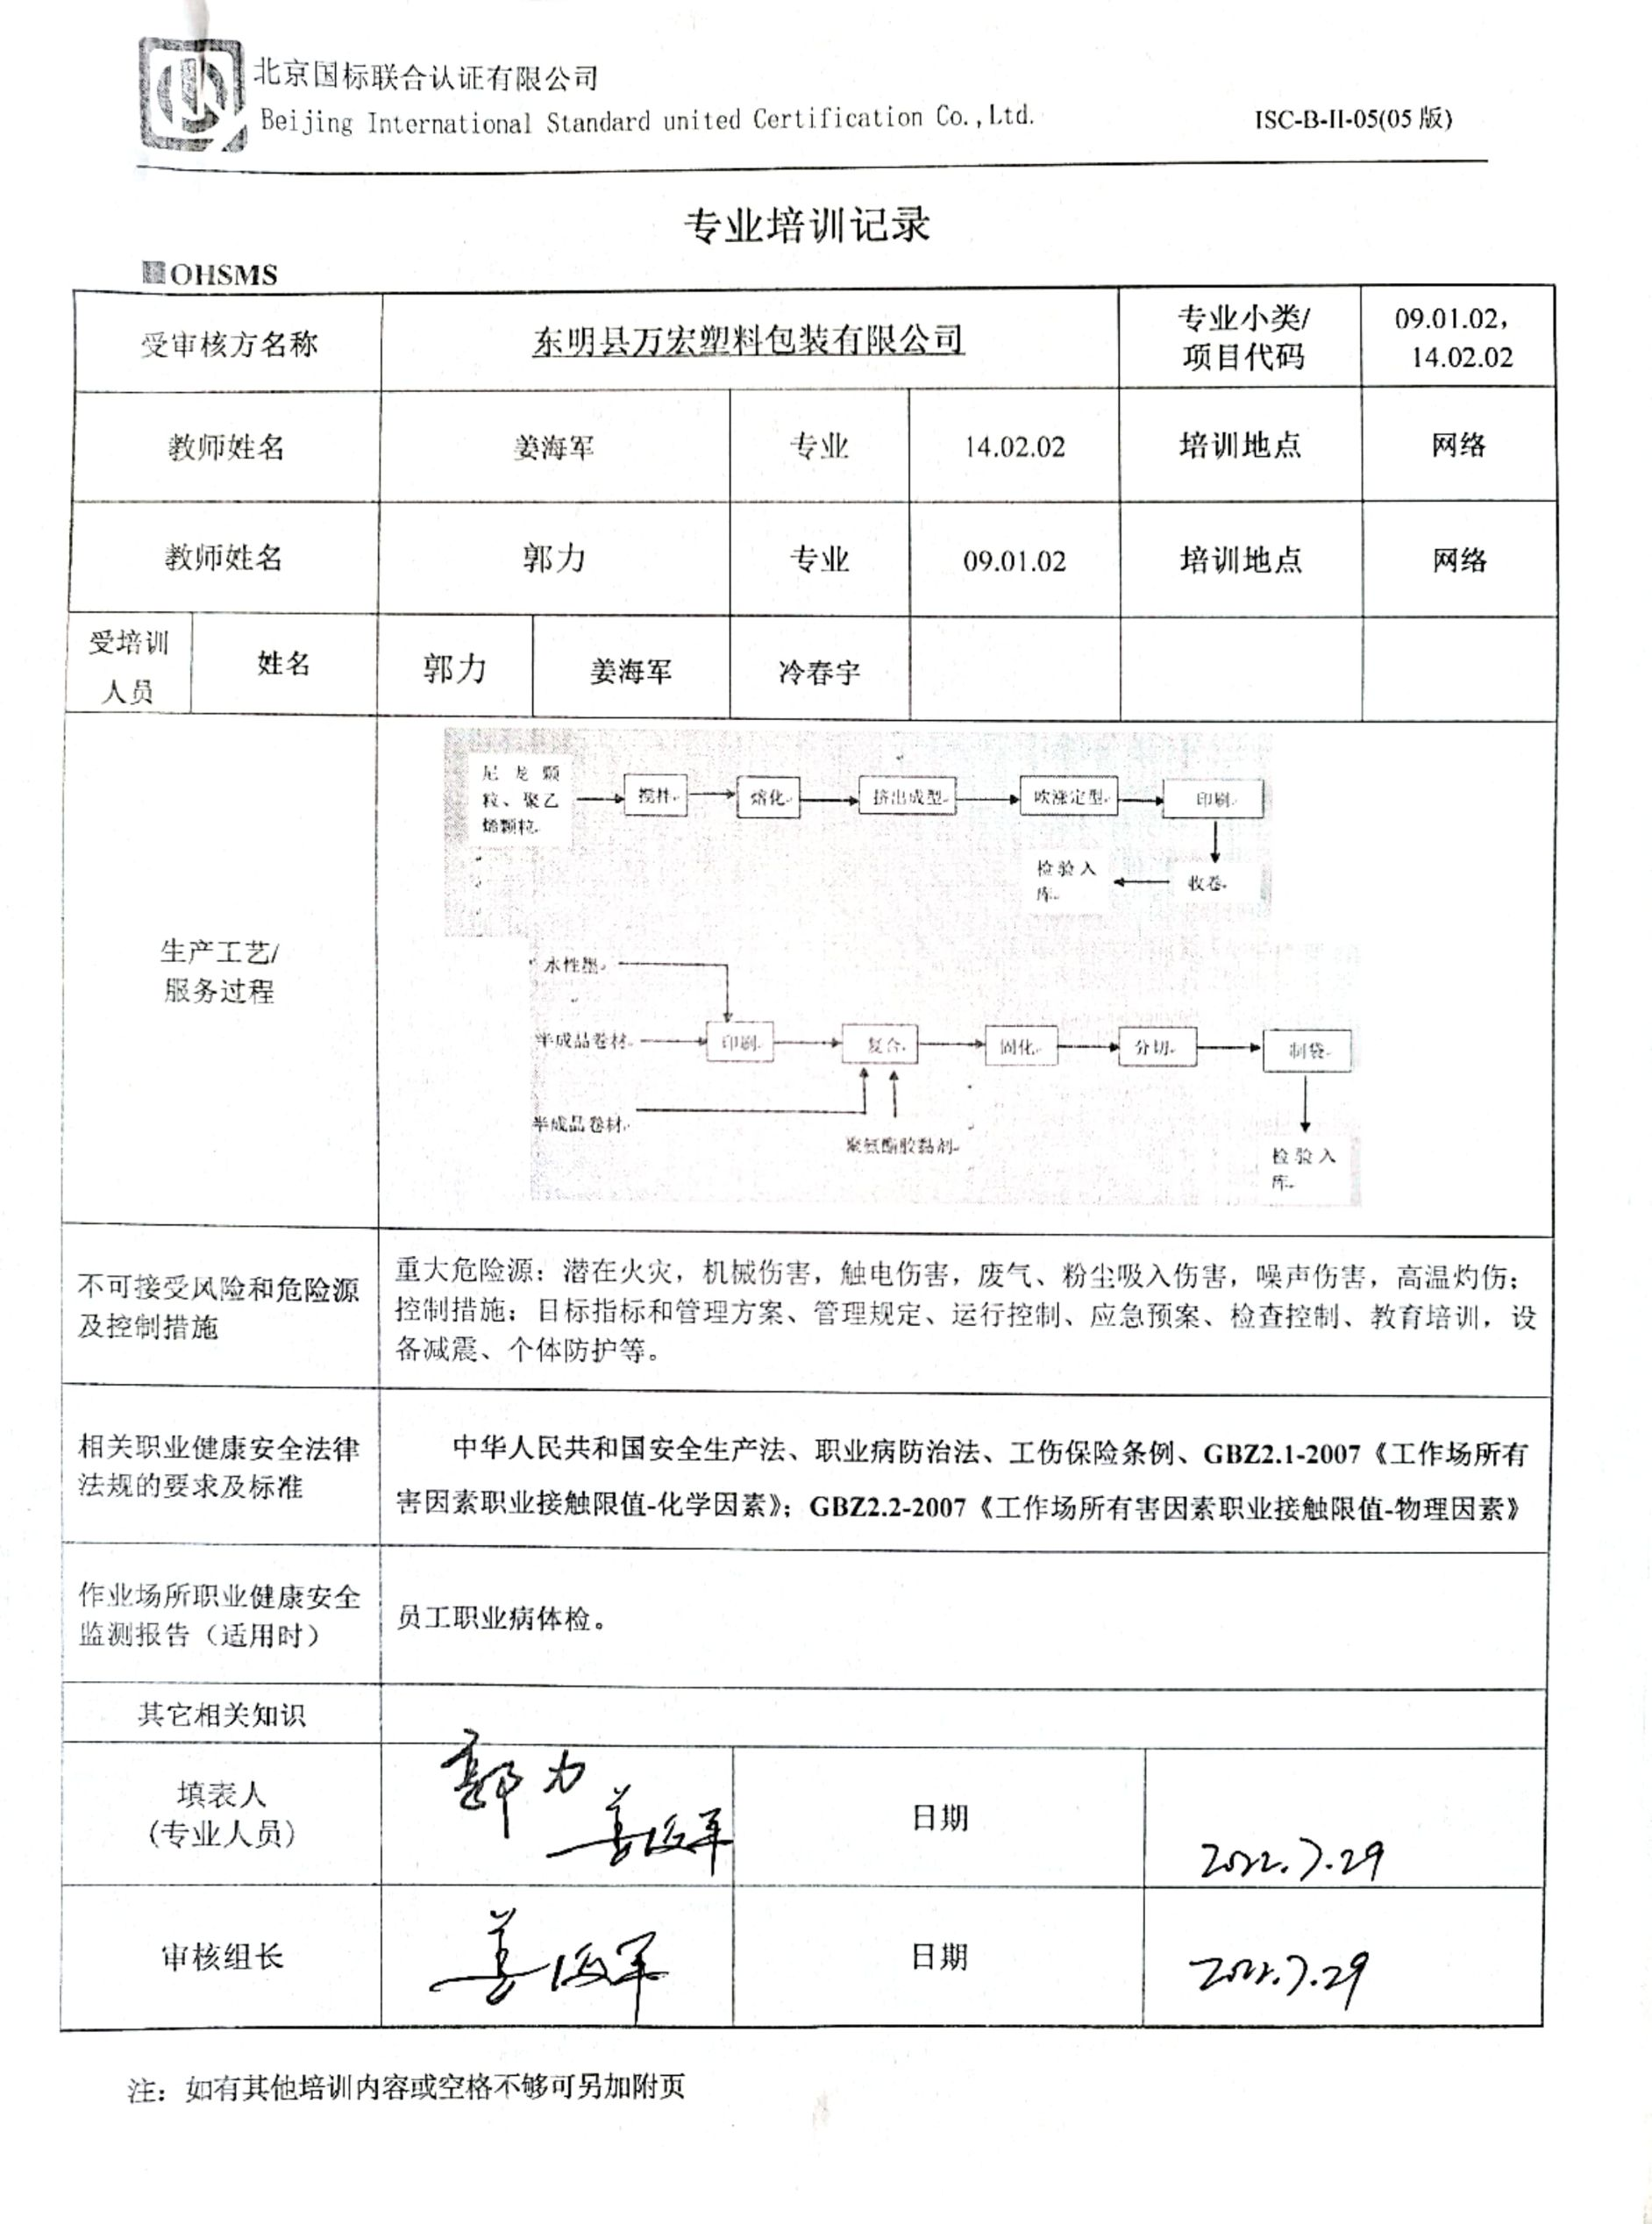 北京国标联合认证有限公司
Beijing International Standard united Certification Co.,Ltd.
ISC-B-II-05(05 版)
专业培训记录
OHSMS
受审核方名称
东明县万宏塑料包装有限公司
专业小类/
项目代码
09.01.02,
14.02.02
教师姓名
姜海军
专业
14.02.02
培训地点
网络
教师姓名
郭力
专业
09.01.02
培训地点
网络
受培训
人员
姓名
郭力
姜海军
冷春宇
生产工艺/
服务过程
尼龙颗
粒、聚乙
烯颗粒
搅拌
熔化
挤出成型
吹涨定型
印刷
收卷
检验入
库
水性墨
半成品卷材
印刷
复合
固化
分切
制袋
半成品卷材
聚氨酯胶黏剂
检验入
库
不可接受风险和危险源
及控制措施
重大危险源：潜在火灾，机械伤害，触电伤害，废气、粉尘吸入伤害，噪声伤害，高温灼伤；
控制措施：目标指标和管理方案、管理规定、运行控制、应急预案、检查控制、教育培训，设
备减震、个体防护等。
相关职业健康安全法律
法规的要求及标准
中华人民共和国安全生产法、职业病防治法、工伤保险条例、GBZ2.1-2007《工作场所有
害因素职业接触限值-化学因素》；GBZ2.2-2007《工作场所有害因素职业接触限值-物理因素》
作业场所职业健康安全
监测报告（适用时）
员工职业病体检。
其它相关知识
填表人
(专业人员)
郭力
姜海军
日期
2022.7.29
审核组长
姜海军
日期
2022.7.29
注：如有其他培训内容或空格不够可另加附页